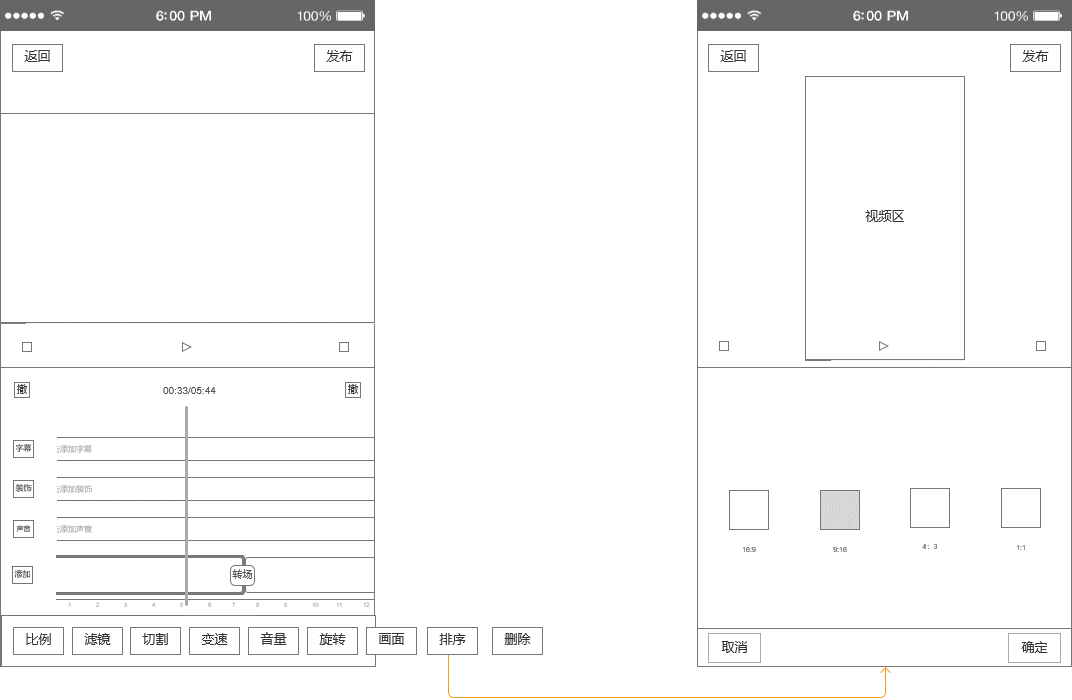 6:00 PM
100%
返回
发布
撤
00:33/05:44
撤
字幕
添加字幕
装饰
添加装饰
声音
添加声音
添加
转场
1 2 3 4 5 6 7 8 9 10 11 12
比例 滤镜 切割 变速 音量 旋转 画面 排序 删除
6:00 PM
100%
返回
发布
视频区
16:9
9:16
4：3
1:1
取消
确定